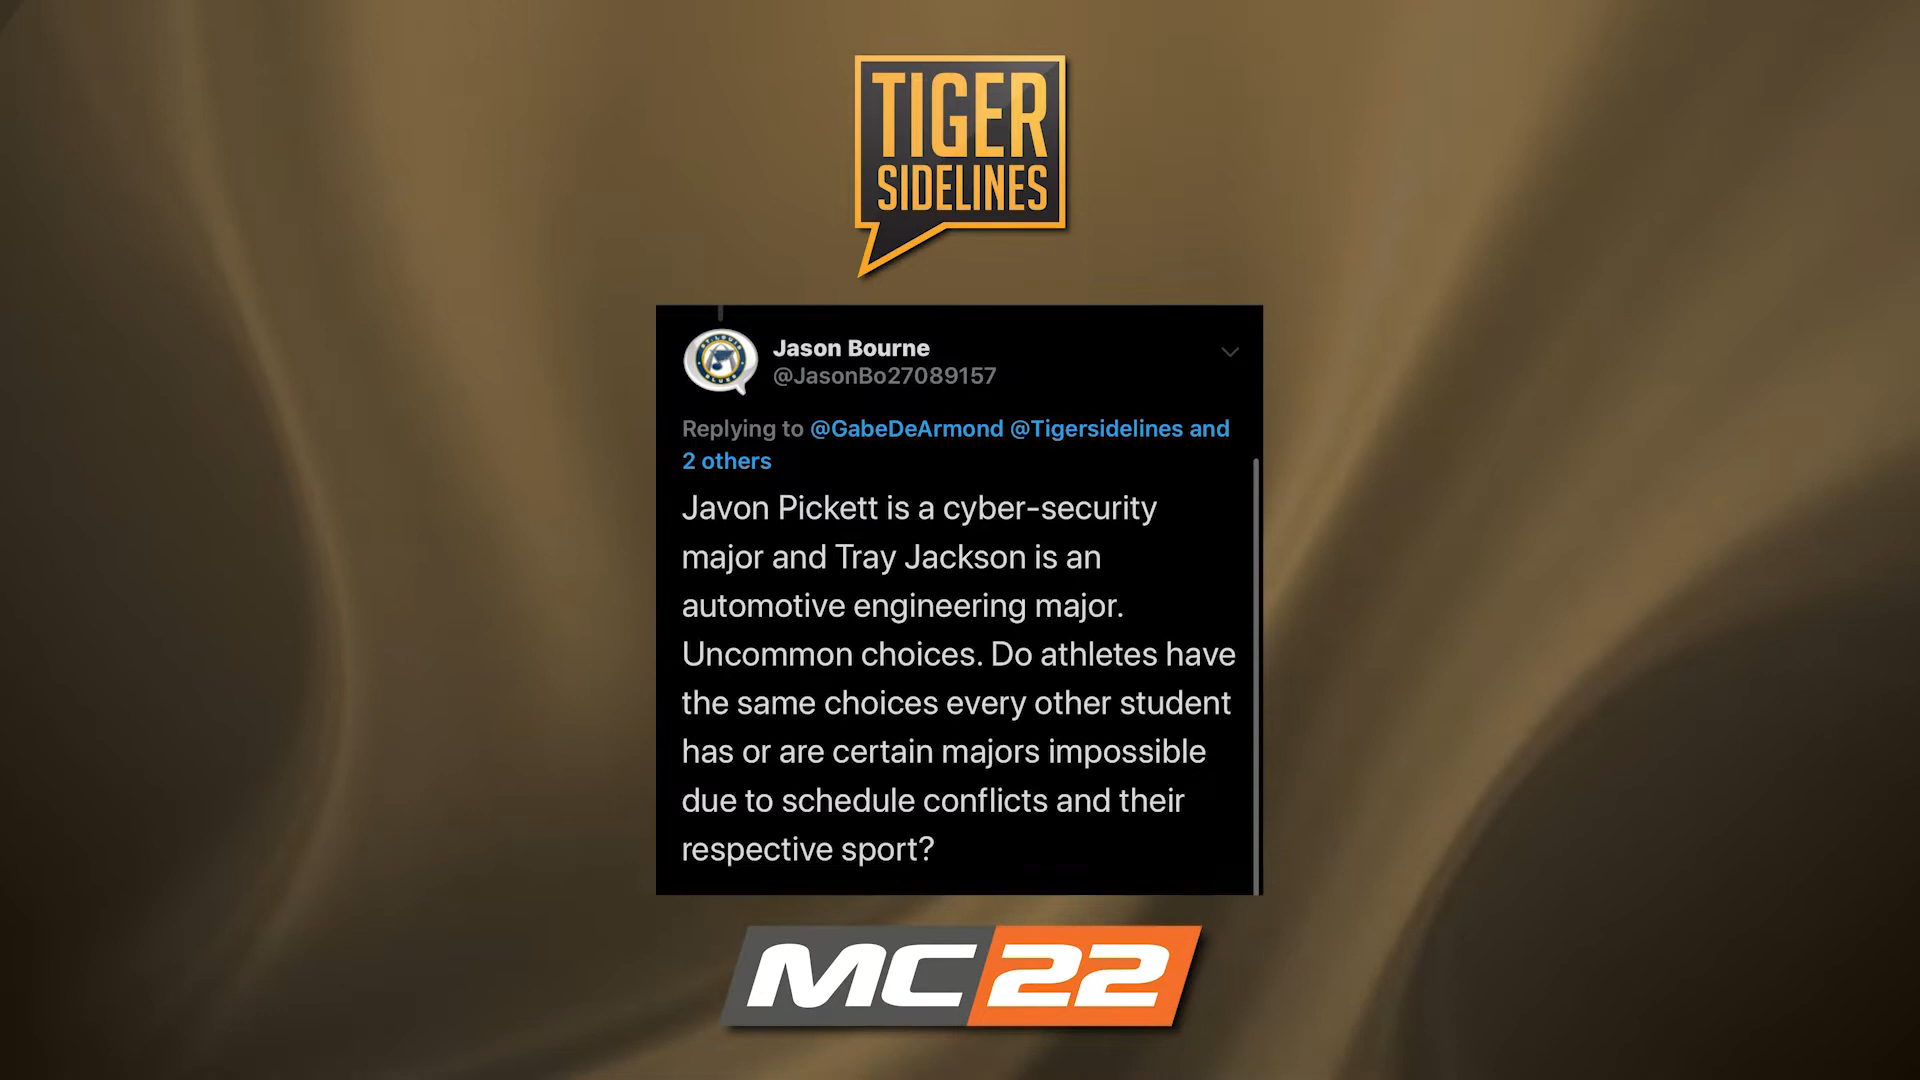 TIGER
SIDELINES
Jason Bourne
@JasonBo27089157
Replying to @GabeDeArmond @Tigersidelines and
2 others
Javon Pickett is a cyber-security
major and Tray Jackson is an
automotive engineering major.
Uncommon choices. Do athletes have
the same choices every other student
has or are certain majors impossible
due to schedule conflicts and their
respective sport?
MC22